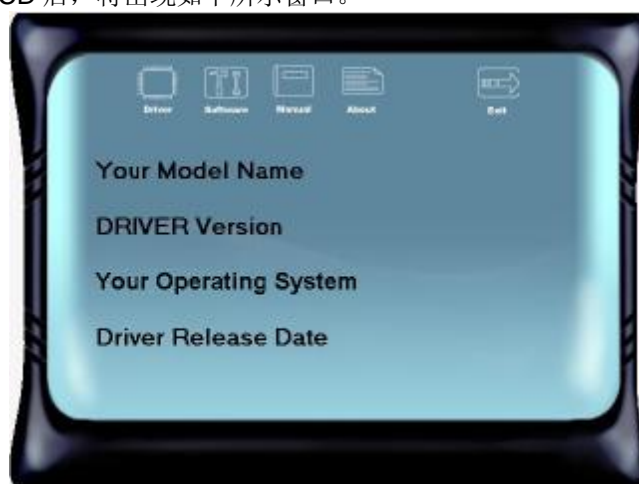 CD 后，将出现如下所示窗口。
Driver Software Manual About Exit
Your Model Name
DRIVER Version
Your Operating System
Driver Release Date